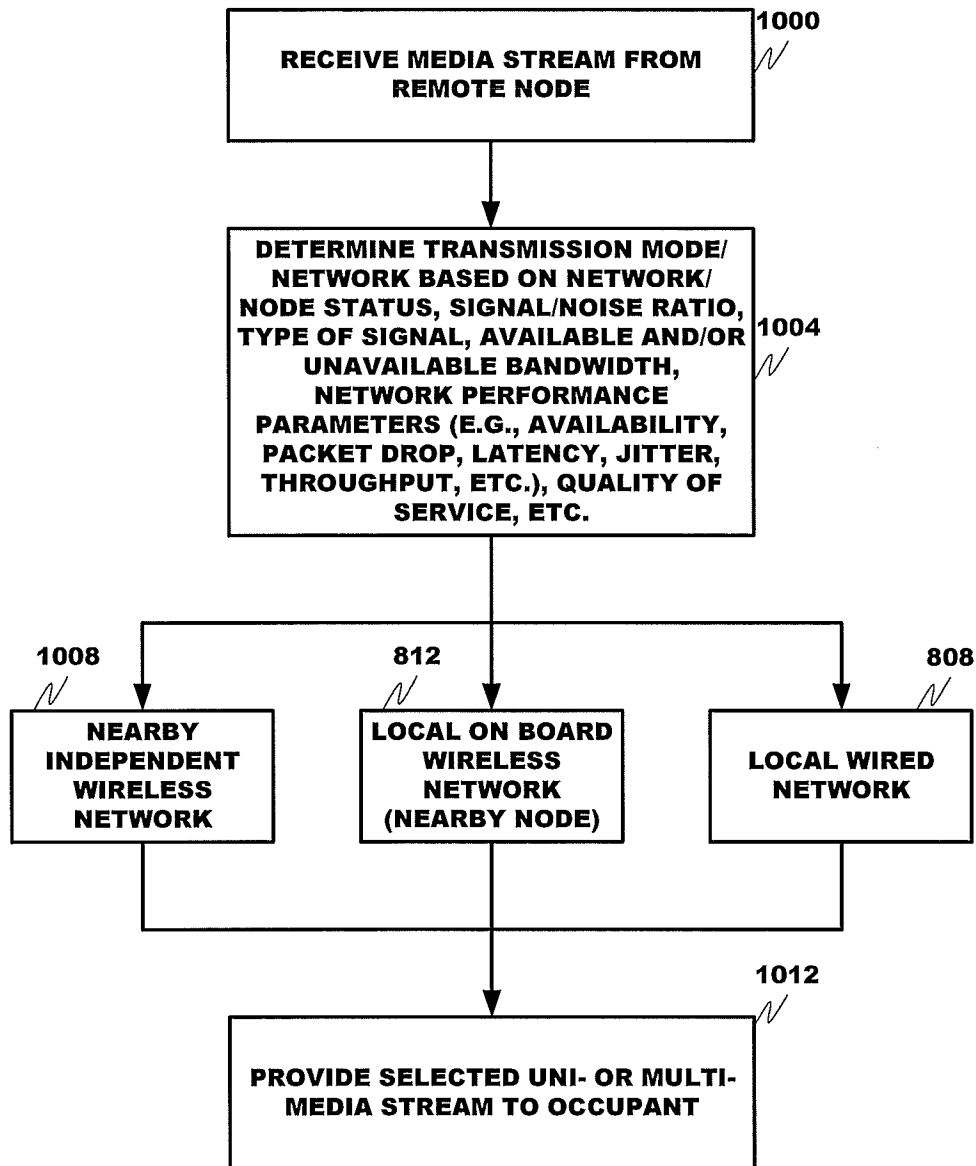 1000
RECEIVE MEDIA STREAM FROM
REMOTE NODE
DETERMINE TRANSMISSION MODE/
NETWORK BASED ON NETWORK/
NODE STATUS, SIGNAL/NOISE RATIO,
TYPE OF SIGNAL, AVAILABLE AND/OR
UNAVAILABLE BANDWIDTH,
NETWORK PERFORMANCE
PARAMETERS (E.G., AVAILABILITY,
PACKET DROP, LATENCY, JITTER,
THROUGHPUT, ETC.), QUALITY OF
SERVICE, ETC.
1004
1008
NEARBY
INDEPENDENT
WIRELESS
NETWORK
812
LOCAL ON BOARD
WIRELESS
NETWORK
(NEARBY NODE)
808
LOCAL WIRED
NETWORK
1012
PROVIDE SELECTED UNI- OR MULTI-
MEDIA STREAM TO OCCUPANT